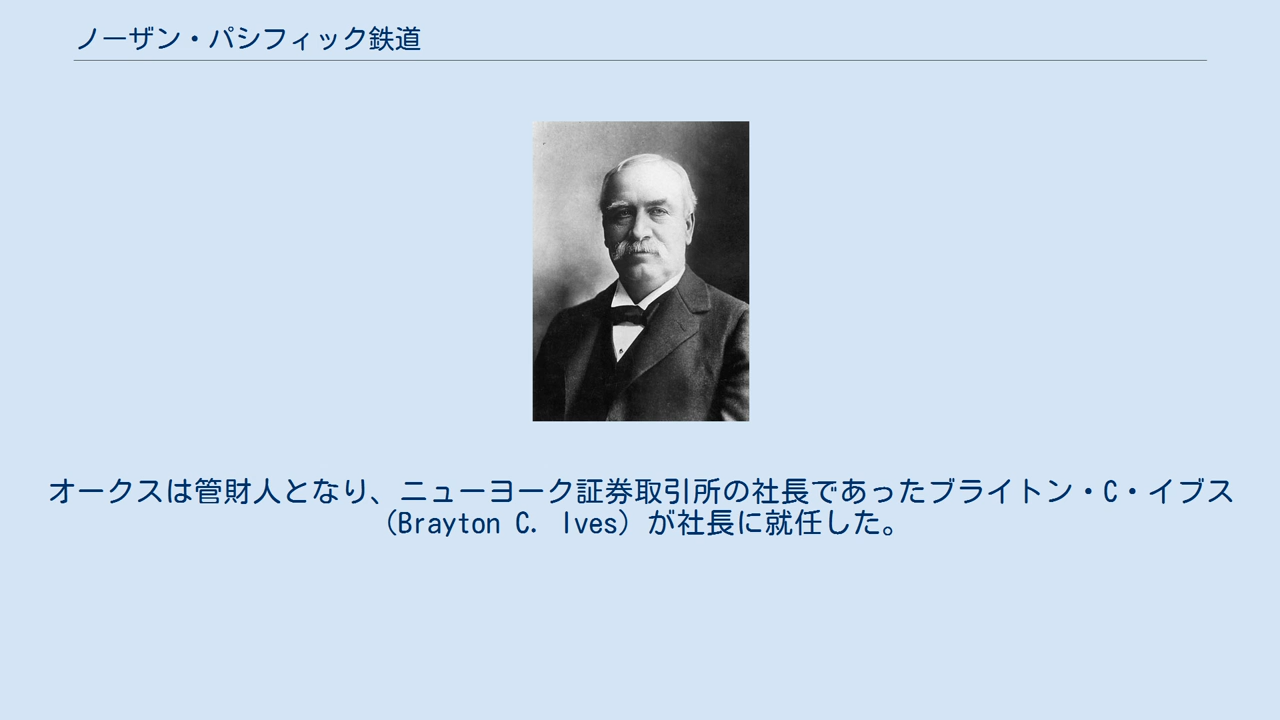 ノーザン・パシフィック鉄道
オークスは管財人となり、ニューヨーク証券取引所の社長であったブライトン・C・イブス
（Brayton C. Ives）が社長に就任した。